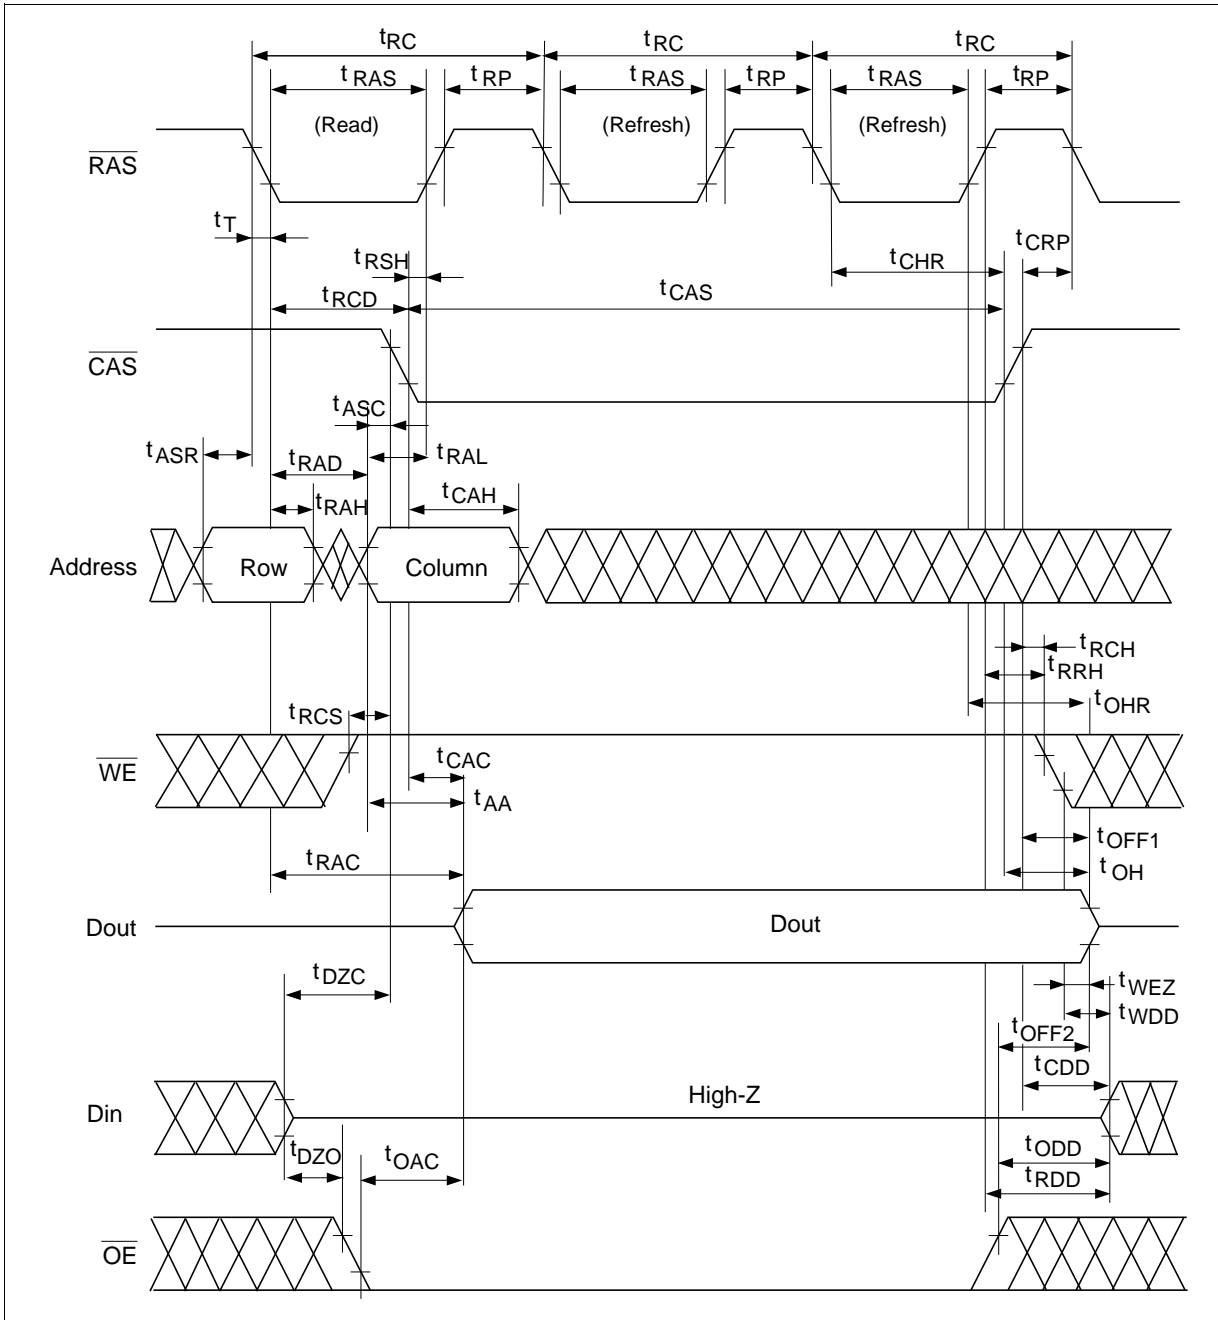 tRC tRC tRC
tRAS tRP tRAS tRP tRAS tRP
(Read) (Refresh) (Refresh)
RAS
tT
tRSH tCHR tCRP
tRCD tCAS
CAS
tASC
tASR tRAD tRAL
tRAH tCAH
Address Row Column
tRCH
tRRH
tRCS tOHR
WE tCAC
tAA
tOFF1
tRAC tOH
Dout Dout
tDZC tWEZ
tWDD
tOFF2
tCDD
Din High-Z
tDZO tOAC tODD
tRDD
OE